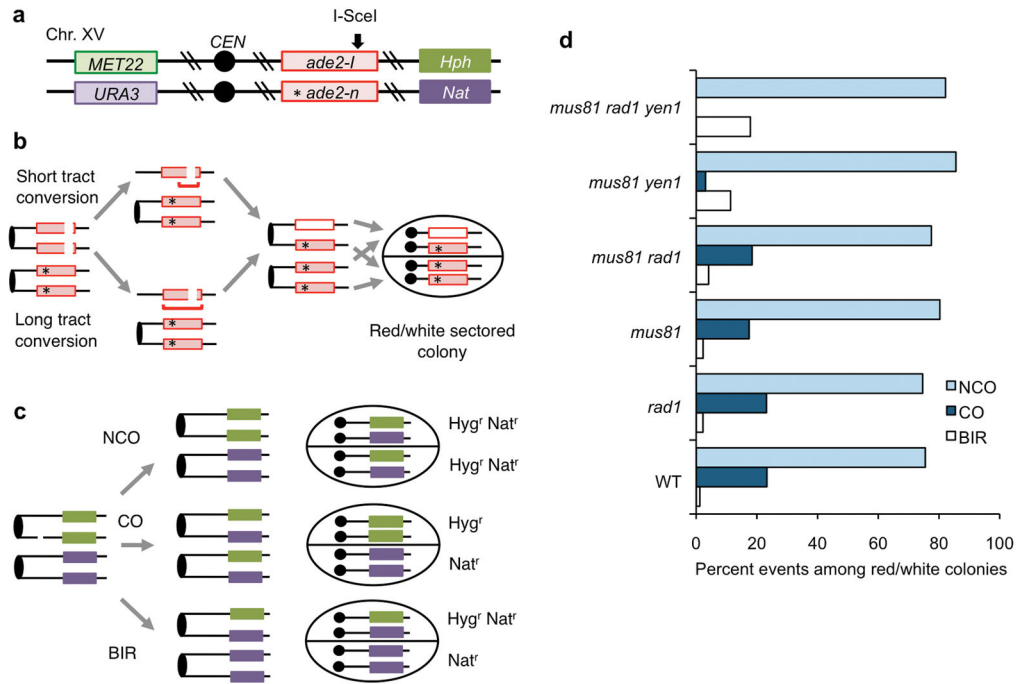 a
Chr. XV
CEN
I-SceI
MET22
ade2-I
Hph
URA3
* ade2-n
Nat
b
Short tract
conversion
*
*
*
*
*
*
*
*
*
*
*
*
Long tract
conversion
Red/white sectored
colony
c
NCO
Hygr Natr
Hygr Natr
CO
Hygr
Natr
BIR
Hygr Natr
Natr
d
mus81 rad1 yen1
mus81 yen1
mus81 rad1
mus81
rad1
WT
NCO
CO
BIR
0 20 40 60 80 100
Percent events among red/white colonies